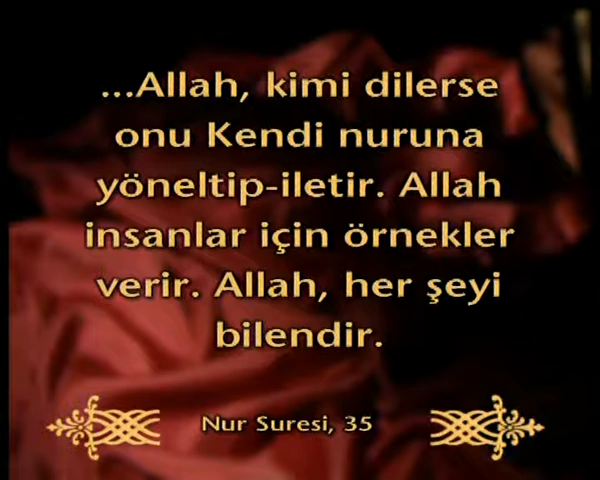 ...Allah, kimi dilerse
onu Kendi nuruna
yöneltip-iletir. Allah
insanlar için örnekler
verir. Allah, her şeyi
bilendir.
Nur Suresi, 35